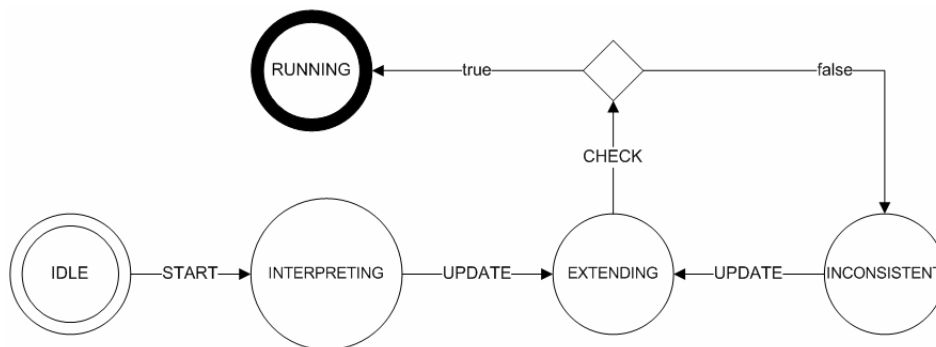 RUNNING
true
false
CHECK
IDLE
START
INTERPRETING
UPDATE
EXTENDING
UPDATE
INCONSISTENT